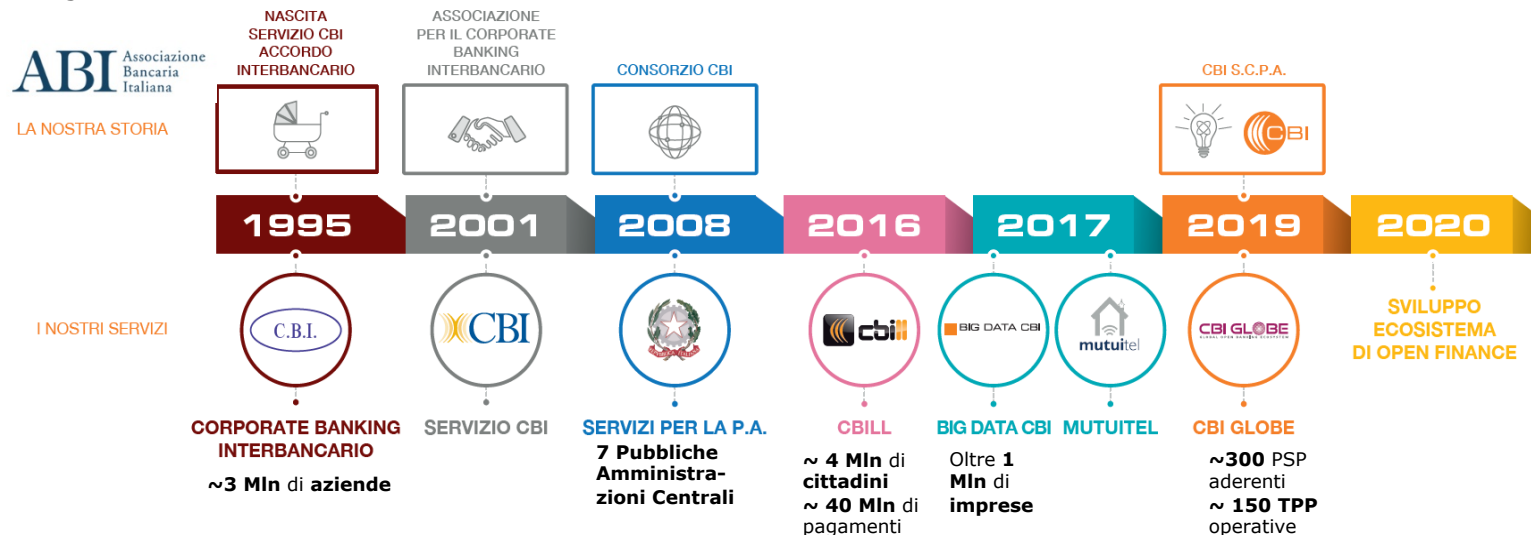 NASCITA
SERVIZIO CBI
ACCORDO
INTERBANCARIO
ASSOCIAZIONE
PER IL CORPORATE
BANKING
INTERBANCARIO
CONSORZIO CBI
CBI S.C.P.A.
ABI Associazione
Bancaria
Italiana
LA NOSTRA STORIA
CBI
1995
2001
2008
2016
2017
2019
2020
I NOSTRI SERVIZI
C.B.I.
CBI
cbill
BIG DATA CBI
mutuitel
CBI GLOBE
GLOBAL OPEN BANKING ECOSYSTEM
SVILUPPO
ECOSISTEMA
DI OPEN FINANCE
CORPORATE BANKING
INTERBANCARIO
~3 Mln di aziende
SERVIZIO CBI
SERVIZI PER LA P.A.
7 Pubbliche
Amministra-
zioni Centrali
CBILL
~ 4 Mln di
cittadini
~ 40 Mln di
pagamenti
BIG DATA CBI
Oltre 1
Mln di
imprese
MUTUITEL
CBI GLOBE
~300 PSP
aderenti
~ 150 TPP
operative